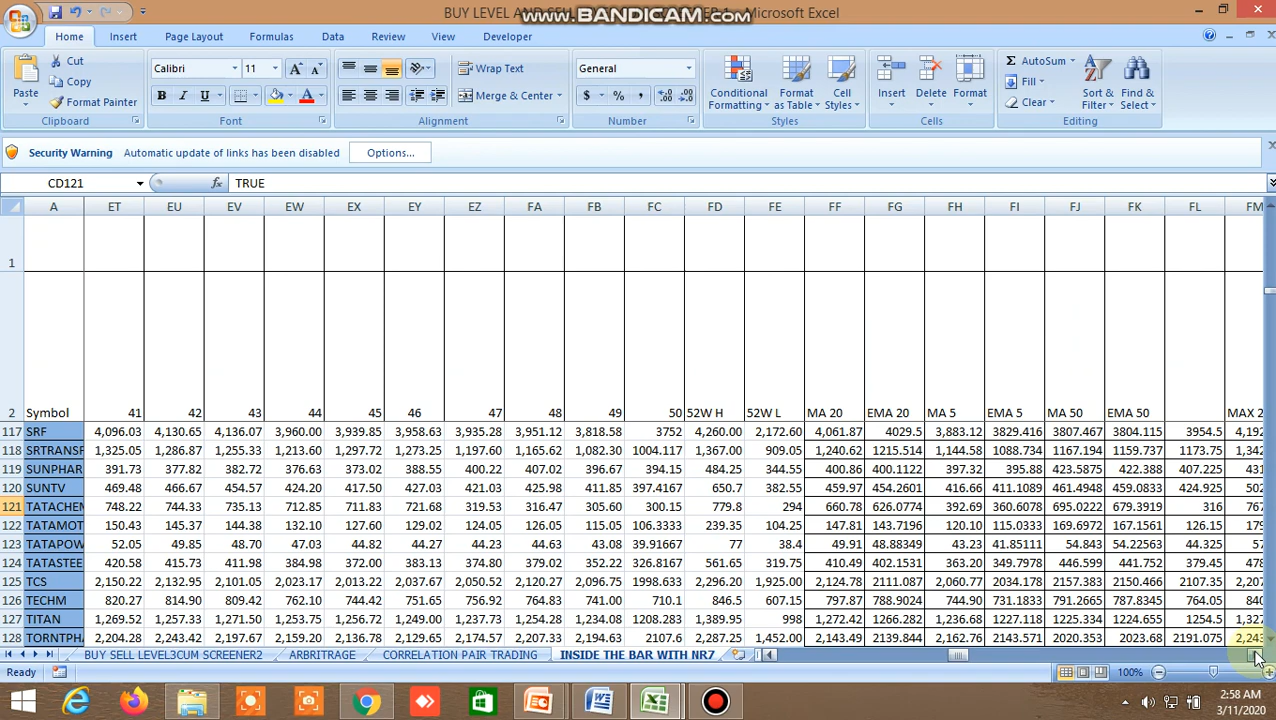 BUY LEVEL AND SELL
www.BANDICAM.com
- Microsoft Excel
Home Insert Page Layout Formulas Data Review View Developer
Paste
Cut
Copy
Format Painter
Clipboard
Calibri 11
B I U
Font
Wrap Text
Merge & Center
Alignment
General
$ % ,
Number
Conditional Formatting
Format as Table
Cell Styles
Styles
Insert Delete Format
Cells
AutoSum
Fill
Clear
Sort & Filter
Find & Select
Editing
Security Warning Automatic update of links has been disabled Options...
CD121 fx TRUE
A ET EU EV EW EX EY EZ FA FB FC FD FE FF FG FH FI FJ FK FL FM
1
2 Symbol 41 42 43 44 45 46 47 48 49 50 52W H 52W L MA 20 EMA 20 MA 5 EMA 5 MA 50 EMA 50 MAX 2
117 SRF 4,096.03 4,130.65 4,136.07 3,960.00 3,939.85 3,958.63 3,935.28 3,951.12 3,818.58 3752 4,260.00 2,172.60 4,061.87 4029.5 3,883.12 3829.416 3807.467 3804.115 3954.5 4,192
118 SRTRANSF 1,325.05 1,286.87 1,255.33 1,213.60 1,297.72 1,273.25 1,197.60 1,165.62 1,082.30 1004.117 1,367.00 909.05 1,240.62 1215.514 1,144.58 1088.734 1167.194 1159.737 1173.75 1,342
119 SUNPHAR 391.73 377.82 382.72 376.63 373.02 388.55 400.22 407.02 396.67 394.15 484.25 344.55 400.86 400.1122 397.32 395.88 423.5875 422.388 407.225 431
120 SUNTV 469.48 466.67 454.57 424.20 417.50 427.03 421.03 425.98 411.85 397.4167 650.7 382.55 459.97 454.2601 416.66 411.1089 461.4783 459.0833 424.925 502
121 TATACHEN 748.22 744.33 735.13 712.85 711.83 721.68 319.53 316.47 305.60 300.15 779.8 294 660.78 626.0774 392.69 360.6078 695.0222 679.3919 316 767
122 TATAMOT 150.43 145.37 144.38 132.10 127.60 129.02 124.05 126.05 115.05 106.3333 239.35 104.25 147.81 143.7196 120.10 115.0333 169.6972 167.1561 126.15 179
123 TATAPOW 52.05 49.85 48.70 47.03 44.82 44.27 44.23 44.63 43.08 39.91667 77 38.4 49.91 48.88349 43.23 41.85111 54.843 54.22563 44.325 57
124 TATASTEE 420.58 415.73 411.98 384.98 372.00 383.13 374.80 379.02 352.22 326.8167 561.65 319.75 410.49 402.1531 363.20 349.7978 446.599 441.752 379.45 478
125 TCS 2,150.22 2,132.95 2,101.05 2,023.17 2,013.22 2,037.67 2,050.52 2,120.27 2,096.75 1998.633 2,296.20 1,925.00 2,124.78 2111.087 2,060.77 2034.178 2157.383 2150.466 2107.35 2,207
126 TECHM 820.27 814.90 809.42 762.10 744.42 751.65 756.92 764.83 741.00 710.1 846.5 607.15 797.87 788.9024 744.90 731.1833 791.2665 787.8345 764.05 840
127 TITAN 1,269.52 1,257.33 1,271.50 1,253.75 1,256.72 1,249.00 1,237.73 1,254.28 1,234.08 1208.283 1,389.95 998 1,272.42 1266.282 1,236.68 1227.118 1,225.334 1224.655 1254.5 1,327
128 TORNTPHA 2,204.28 2,243.42 2,197.67 2,159.20 2,136.78 2,129.65 2,174.57 2,207.33 2,194.63 2107.6 2,287.25 1,452.00 2,143.49 2139.844 2,162.76 2143.571 2020.353 2023.68 2191.075 2,243
BUY SELL LEVEL3CUM SCREENER2 ARBITRAGE CORRELATION PAIR TRADING INSIDE THE BAR WITH NR7
Ready 100%
2:58 AM
3/11/2020